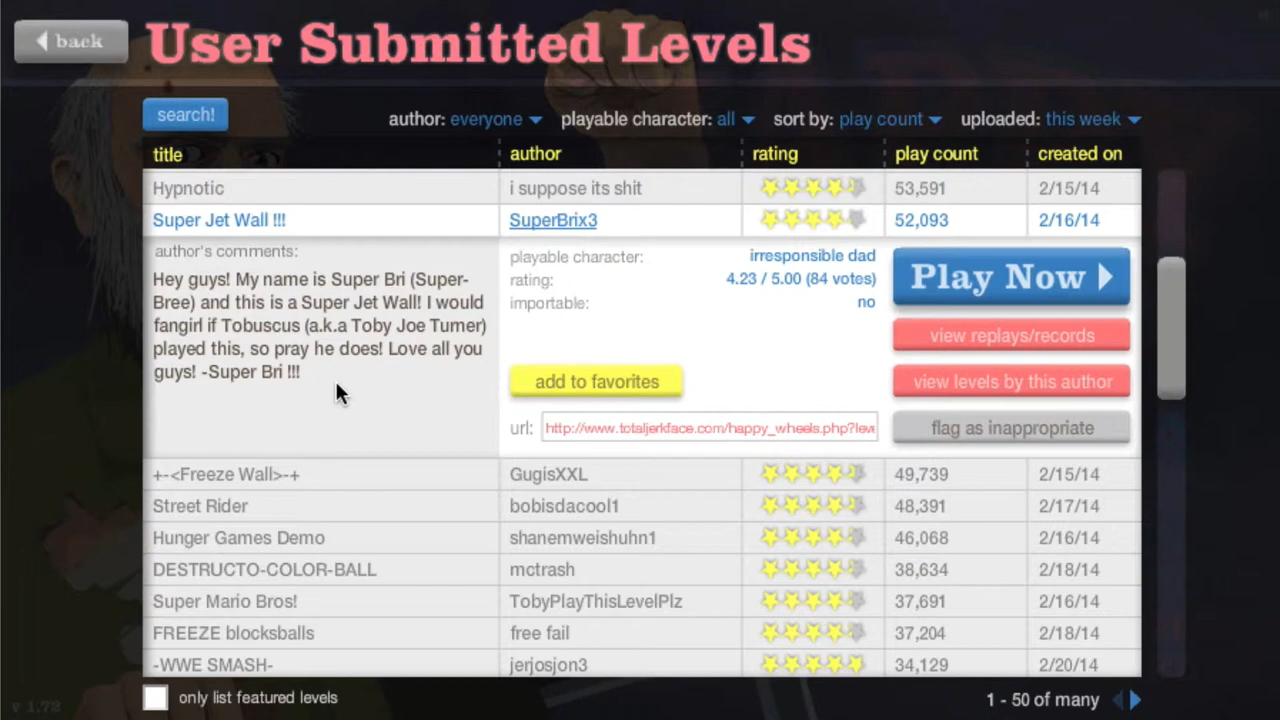 back
User Submitted Levels
search!
author: everyone
playable character: all
sort by: play count
uploaded: this week
title author rating play count created on
Hypnotic i suppose its shit 53,591 2/15/14
Super Jet Wall !!! SuperBrix3 52,093 2/16/14
author's comments:
Hey guys! My name is Super Bri (Super-
Bree) and this is a Super Jet Wall! I would
fangirl if Tobuscus (a.k.a Toby Joe Turner)
played this, so pray he does! Love all you
guys! -Super Bri !!!
playable character: irresponsible dad
rating: 4.23 / 5.00 (84 votes)
importable: no
add to favorites
url: http://www.totaljerkface.com/happy_wheels.php?leve
Play Now
view replays/records
view levels by this author
flag as inappropriate
+-<Freeze Wall>-+ GugisXXL 49,739 2/15/14
Street Rider bobisdacool1 48,391 2/17/14
Hunger Games Demo shanemweishuhn1 46,068 2/16/14
DESTRUCTO-COLOR-BALL mctrash 38,634 2/18/14
Super Mario Bros! TobyPlayThisLevelPlz 37,691 2/16/14
FREEZE blocksballs free fail 37,204 2/18/14
-WWE SMASH- jerjosjon3 34,129 2/20/14
only list featured levels
1 - 50 of many
v 1.72